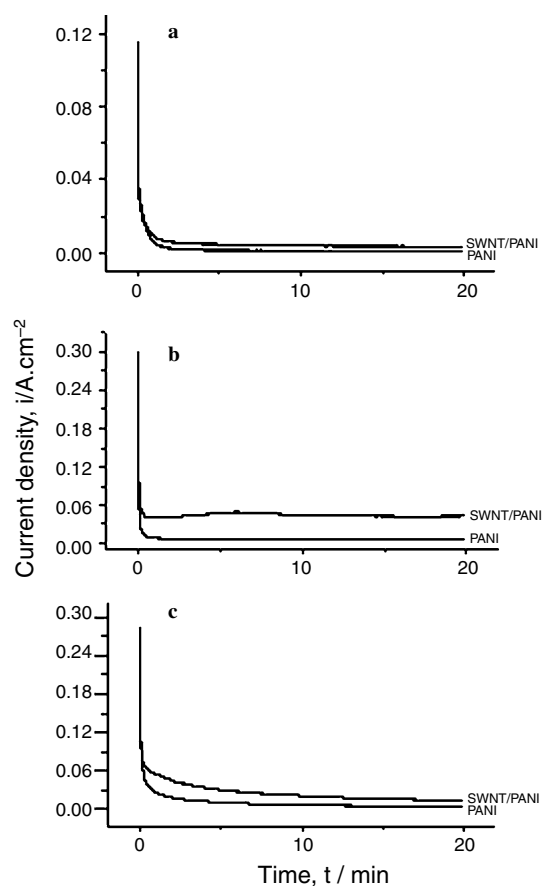 a
0.12
0.08
0.04
0.00
SWNT/PANI
PANI
0 10 20
b
0.30
0.24
0.18
0.12
0.06
0.00
SWNT/PANI
PANI
0 10 20
c
0.30
0.24
0.18
0.12
0.06
0.00
SWNT/PANI
PANI
0 10 20
Current density, i/A.cm⁻²
Time, t / min